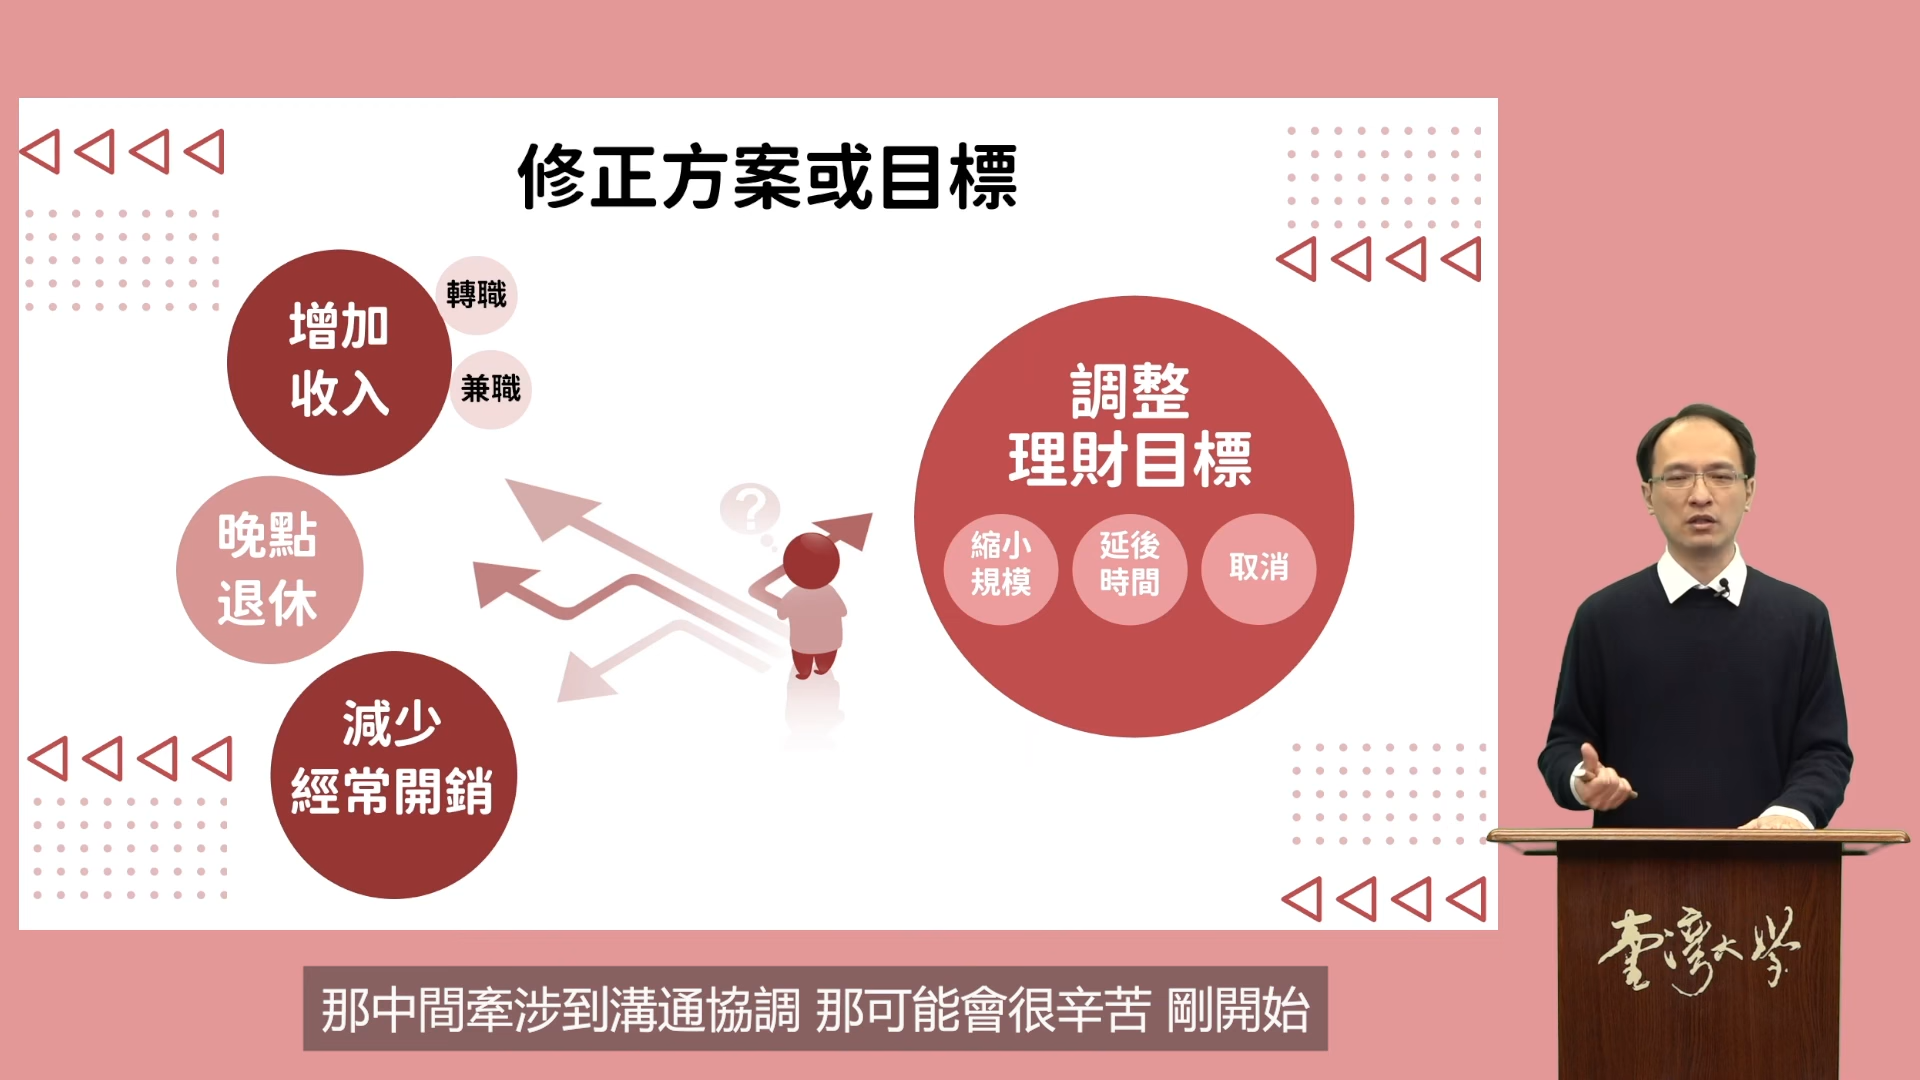 修正方案或目標
增加
收入
轉職
兼職
晚點
退休
減少
經常開銷
?
調整
理財目標
縮小
規模
延後
時間
取消
臺灣大學
那中間牽涉到溝通協調 那可能會很辛苦 剛開始